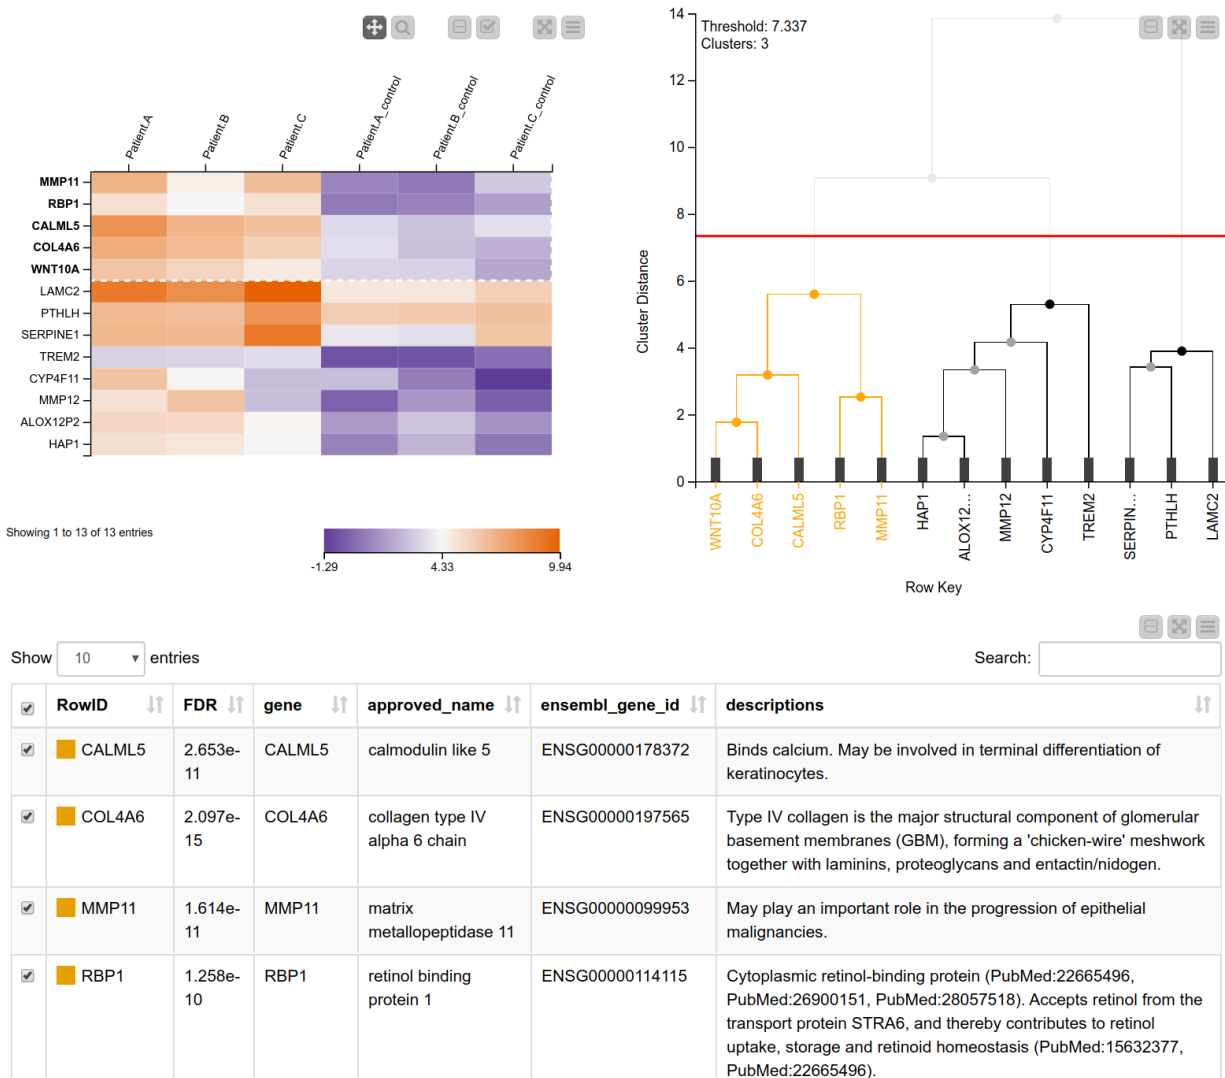 Patient.A
Patient.B
Patient.C
Patient.A_control
Patient.B_control
Patient.C_control
MMP11
RBP1
CALML5
COL4A6
WNT10A
LAMC2
PTHLH
SERPINE1
TREM2
CYP4F11
MMP12
ALOX12P2
HAP1
Showing 1 to 13 of 13 entries
-1.29
4.33
9.94
Threshold: 7.337
Clusters: 3
14
12
10
8
6
4
2
0
Cluster Distance
WNT10A
COL4A6
CALML5
RBP1
MMP11
HAP1
ALOX12...
MMP12
CYP4F11
TREM2
SERPIN...
PTHLH
LAMC2
Row Key
Show 10 entries
Search:
RowID FDR gene approved_name ensembl_gene_id descriptions
CALML5 2.653e- CALML5 calmodulin like 5 ENSG00000178372 Binds calcium. May be involved in terminal differentiation of
11 keratinocytes.
COL4A6 2.097e- COL4A6 collagen type IV ENSG00000197565 Type IV collagen is the major structural component of glomerular
15 alpha 6 chain basement membranes (GBM), forming a 'chicken-wire' meshwork
together with laminins, proteoglycans and entactin/nidogen.
MMP11 1.614e- MMP11 matrix ENSG00000099953 May play an important role in the progression of epithelial
11 metallopeptidase 11 malignancies.
RBP1 1.258e- RBP1 retinol binding ENSG00000114115 Cytoplasmic retinol-binding protein (PubMed:22665496,
10 protein 1 PubMed:26900151, PubMed:28057518). Accepts retinol from the
transport protein STRA6, and thereby contributes to retinol
uptake, storage and retinoid homeostasis (PubMed:15632377,
PubMed:22665496).